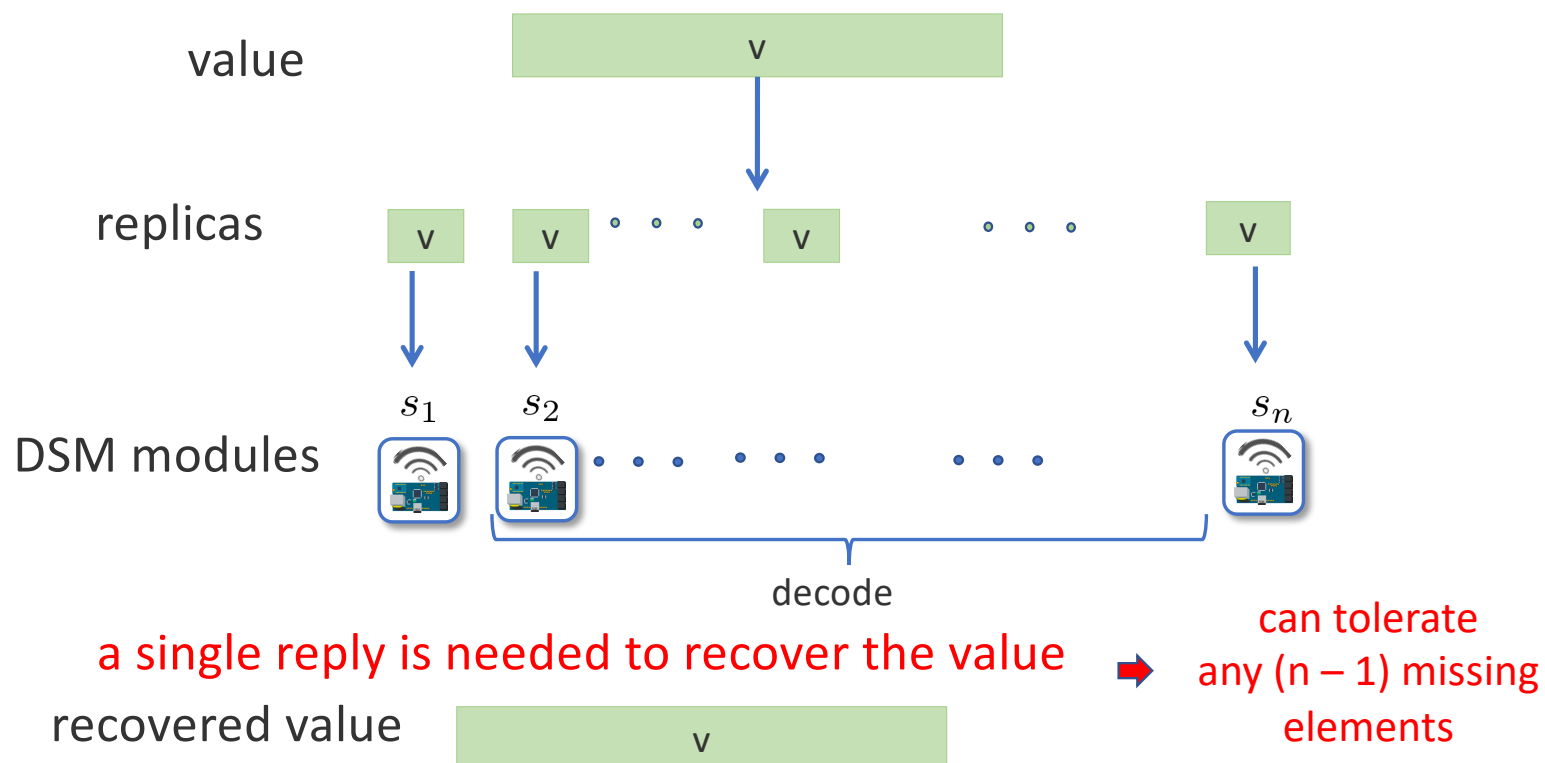 value
v
replicas
v
v
v
v
s1
s2
sn
DSM modules
decode
a single reply is needed to recover the value
can tolerate
any (n – 1) missing
elements
recovered value
v